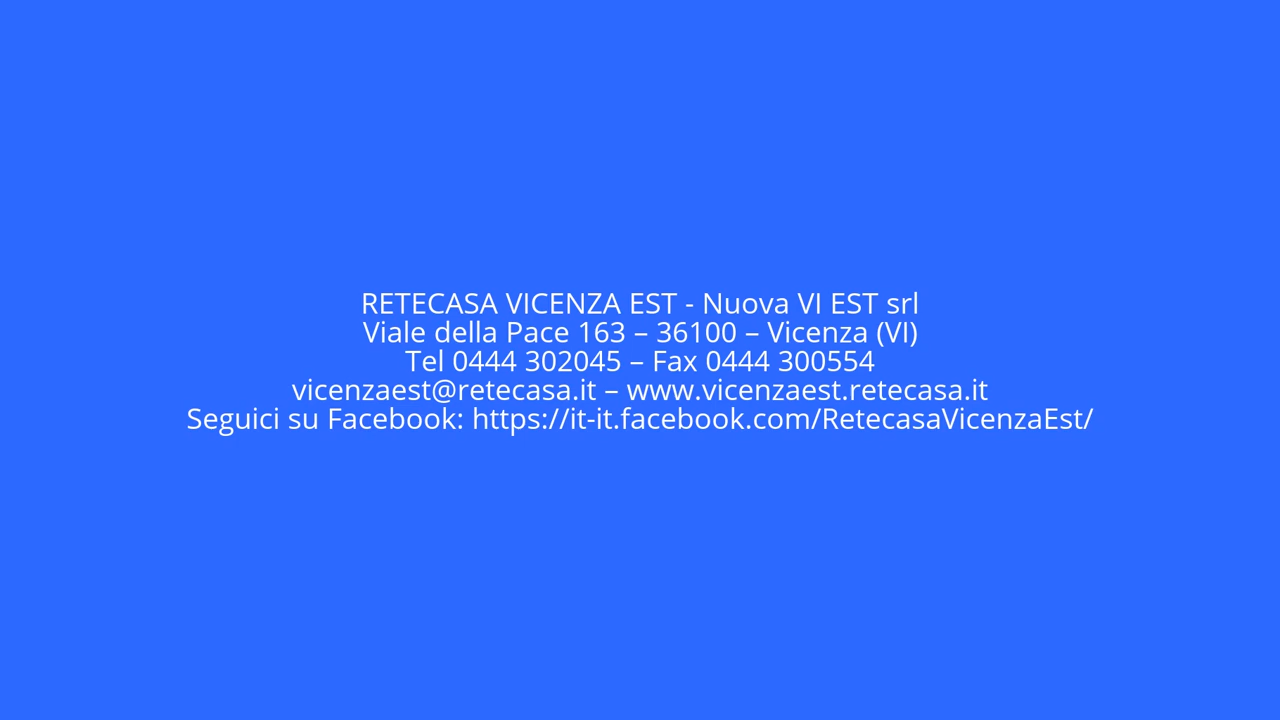 RETECASA VICENZA EST - Nuova VI EST srl
Viale della Pace 163 – 36100 – Vicenza (VI)
Tel 0444 302045 – Fax 0444 300554
vicenzaest@retecasa.it – www.vicenzaest.retecasa.it
Seguici su Facebook: https://it-it.facebook.com/RetecasaVicenzaEst/